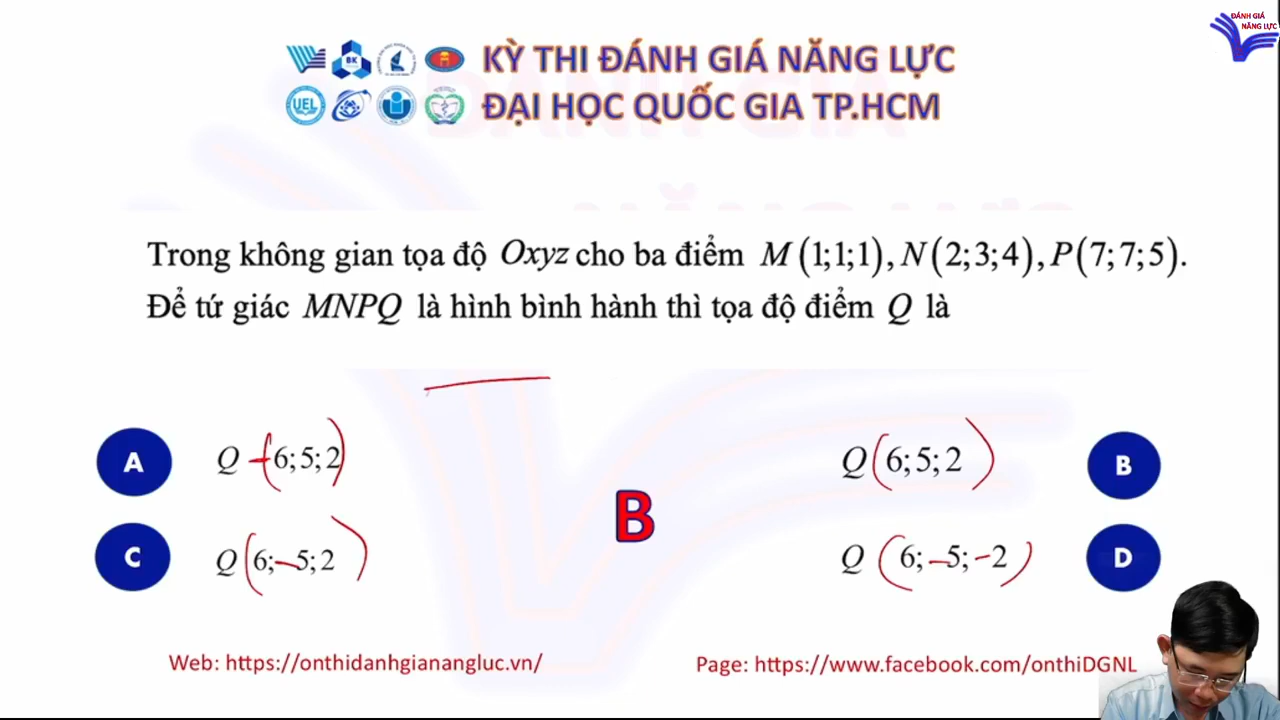 ĐÁNH GIÁ
NĂNG LỰC
KỲ THI ĐÁNH GIÁ NĂNG LỰC
BK
UEL
ĐẠI HỌC QUỐC GIA TP.HCM
Trong không gian tọa độ Oxyz cho ba điểm M(1;1;1), N(2;3;4), P(7;7;5).
Để tứ giác MNPQ là hình bình hành thì tọa độ điểm Q là
A Q (-6;5;2)
Q(6;5;2) B
B
C Q(6;-5;2)
Q (6;-5;-2) D
Web: https://onthidanhgianangluc.vn/
Page: https://www.facebook.com/onthiDGNL